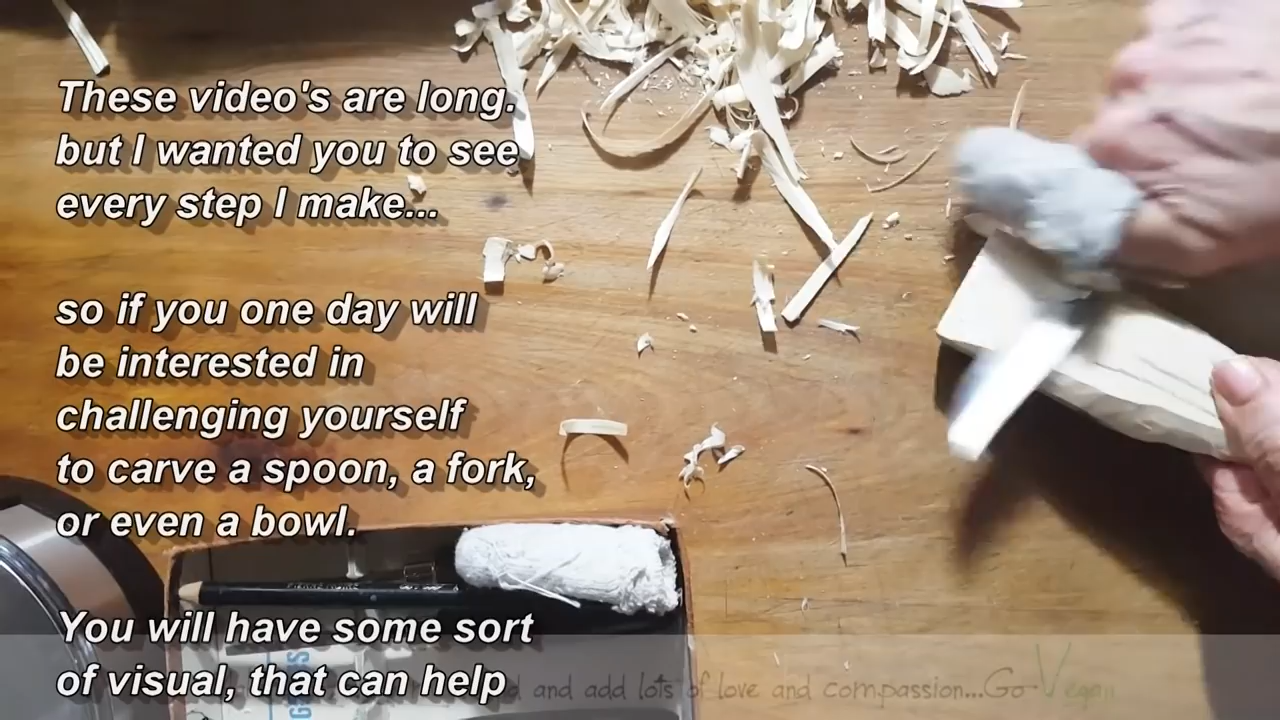 These video's are long.
but I wanted you to see
every step I make...
so if you one day will
be interested in
challenging yourself
to carve a spoon, a fork,
or even a bowl.
You will have some sort
of visual, that can help
and add lots of love and compassion...Go Vegan